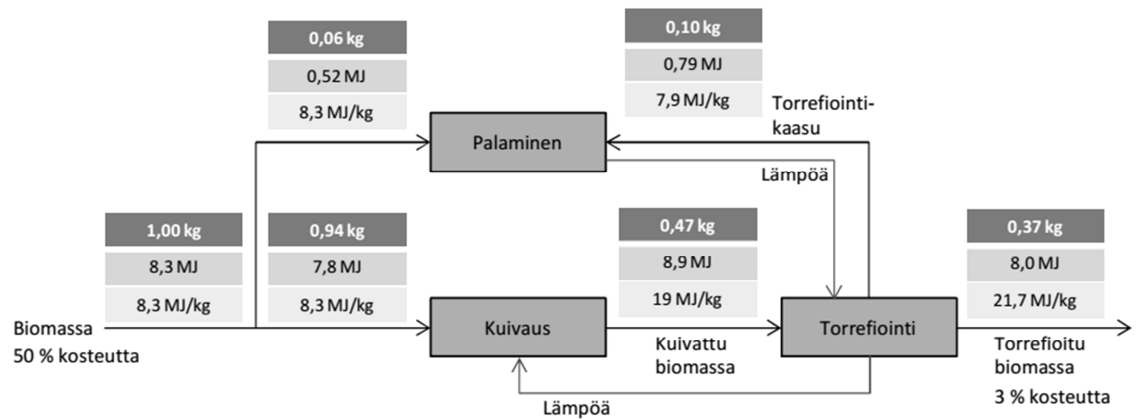 0,06 kg
0,52 MJ
8,3 MJ/kg
0,10 kg
0,79 MJ
7,9 MJ/kg
Torrefiointi-
kaasu
Palaminen
Lämpöä
1,00 kg
8,3 MJ
8,3 MJ/kg
0,94 kg
7,8 MJ
8,3 MJ/kg
0,47 kg
8,9 MJ
19 MJ/kg
0,37 kg
8,0 MJ
21,7 MJ/kg
Biomassa
50 % kosteutta
Kuivaus
Kuivattu
biomassa
Torrefiointi
Torrefioitu
biomassa
3 % kosteutta
Lämpöä